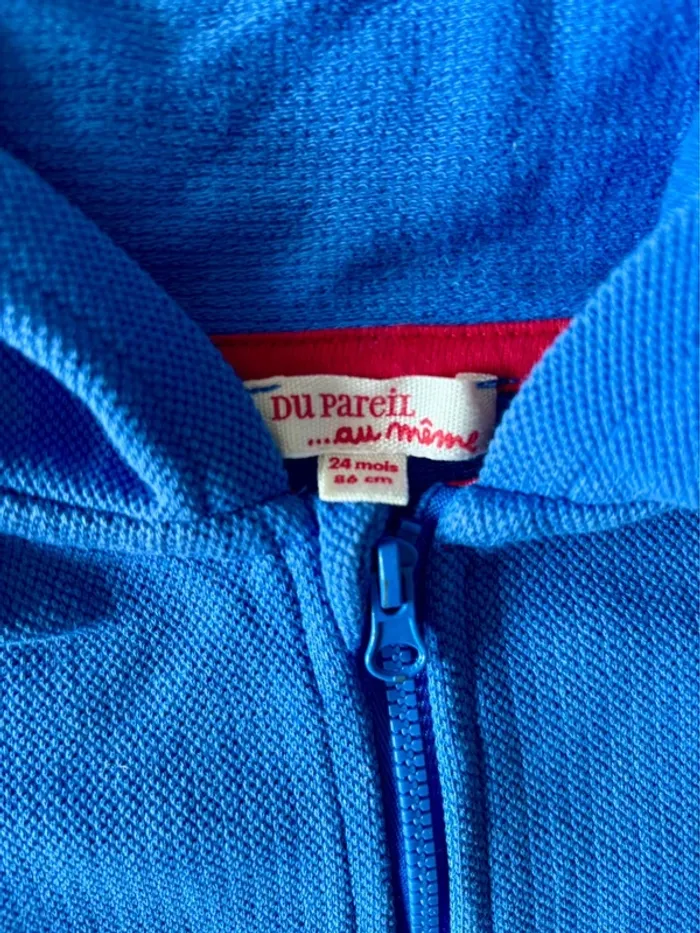 DU PAREIL
...au même
24 mois
86 cm